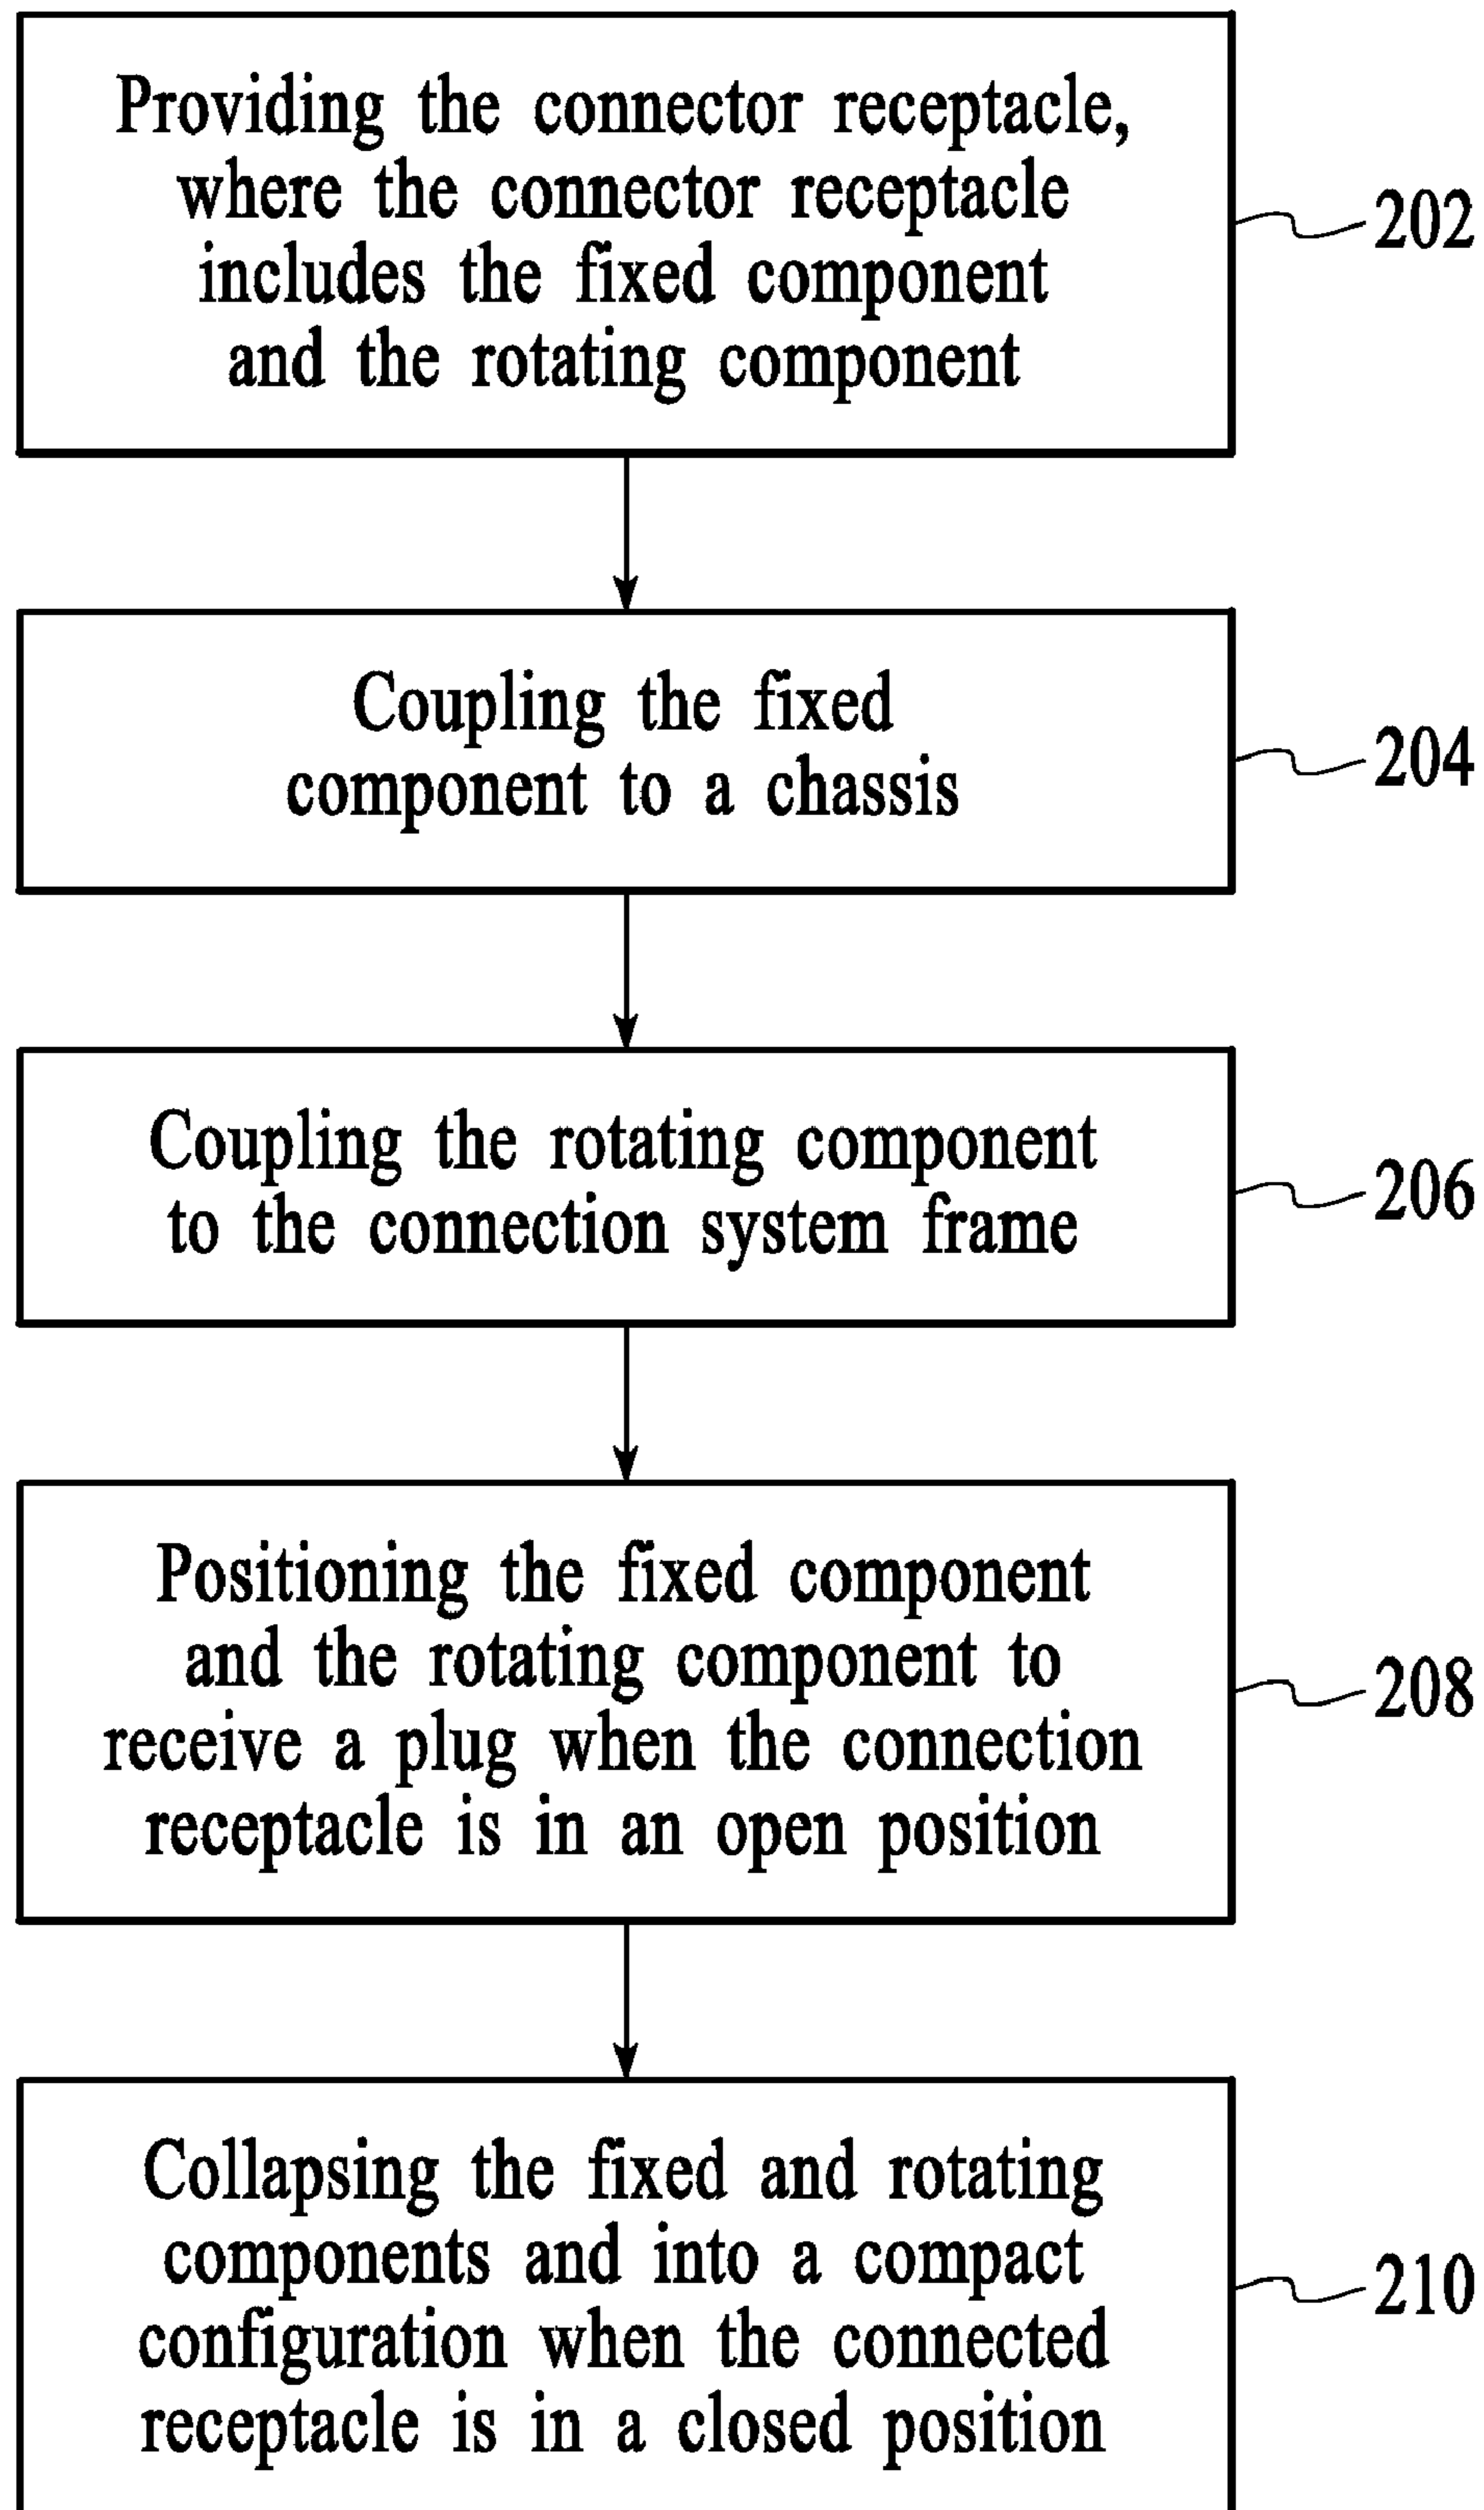 Providing the connector receptacle,
where the connector receptacle
includes the fixed component
and the rotating component
202
Coupling the fixed
component to a chassis
204
Coupling the rotating component
to the connection system frame
206
Positioning the fixed component
and the rotating component to
receive a plug when the connection
receptacle is in an open position
208
Collapsing the fixed and rotating
components and into a compact
configuration when the connected
receptacle is in a closed position
210